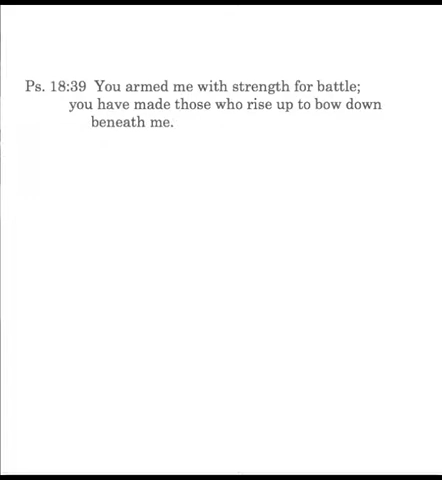 Ps. 18:39 You armed me with strength for battle;
you have made those who rise up to bow down
beneath me.